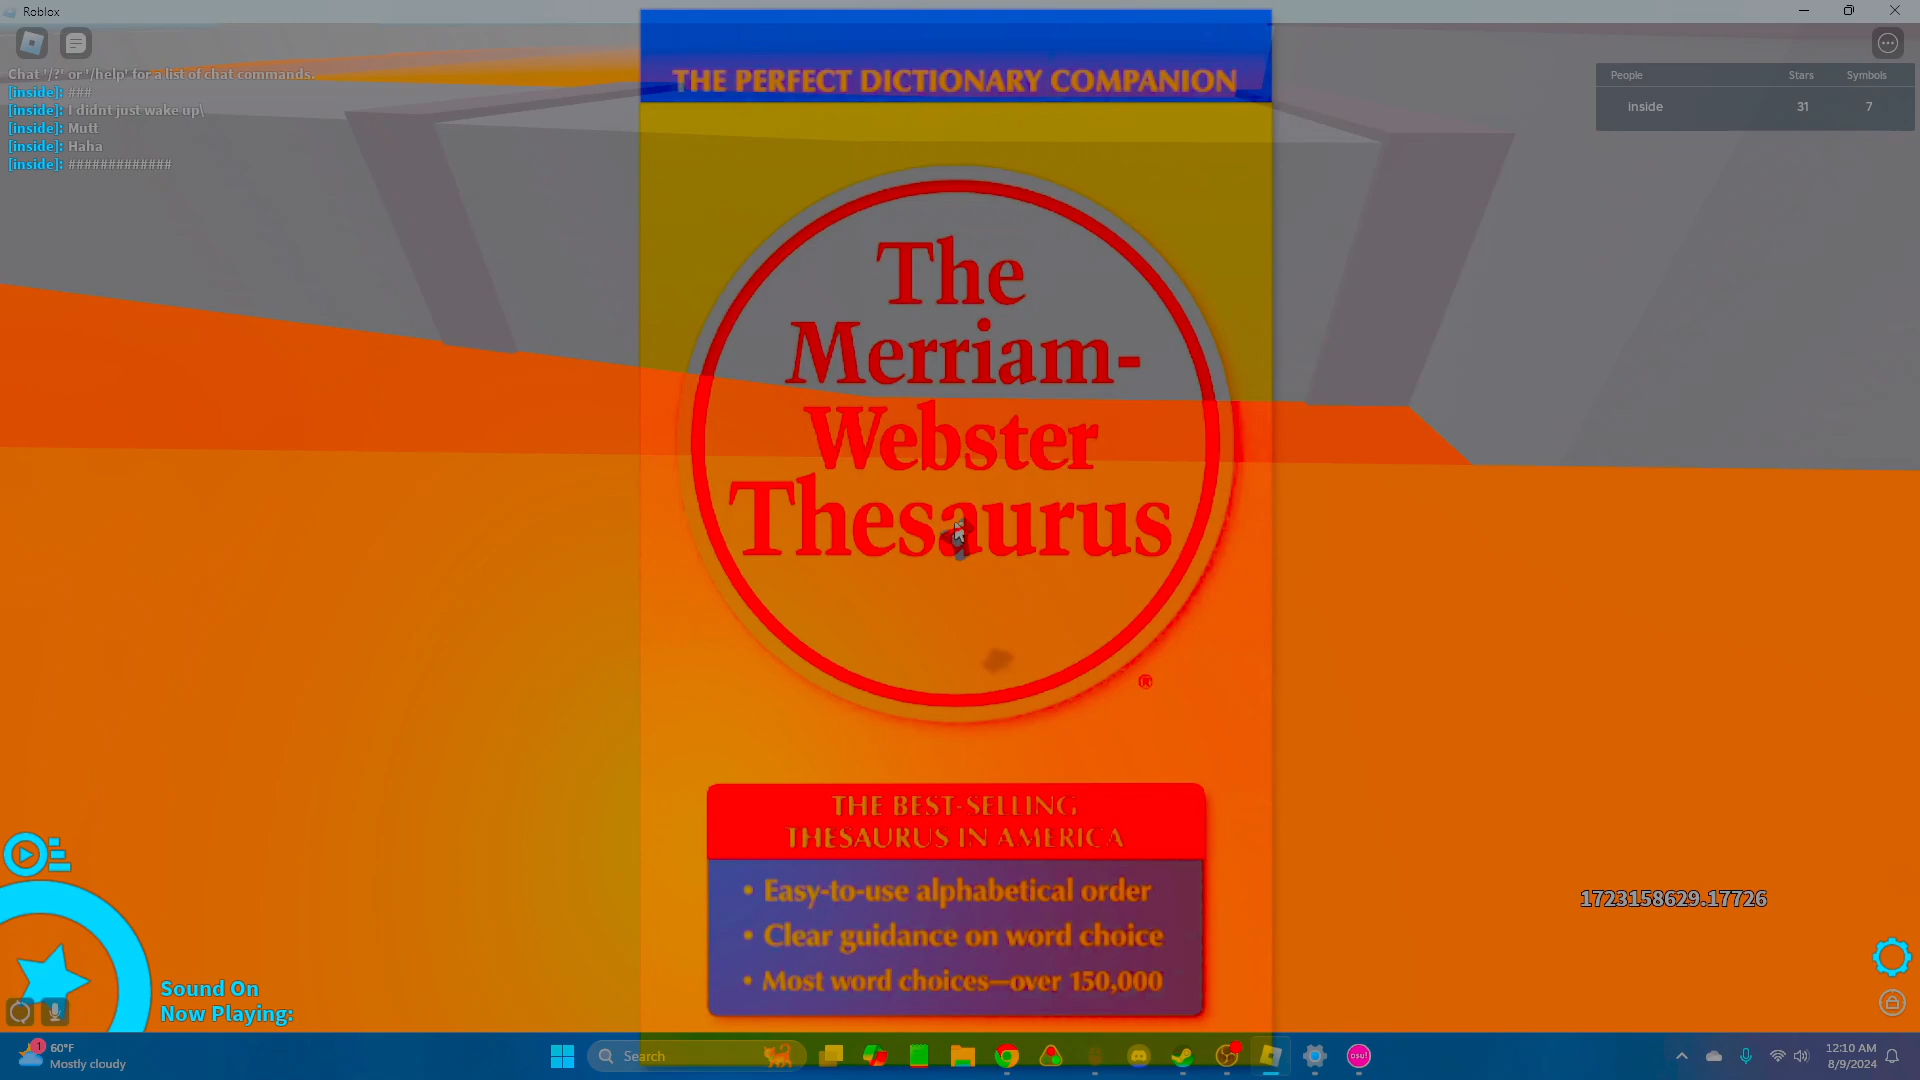 Roblox
Chat '/?' or '/help' for a list of chat commands.
[inside]: ###
[inside]: I didnt just wake up\
[inside]: Mutt
[inside]: Haha
[inside]: #############
THE PERFECT DICTIONARY COMPANION
People Stars Symbols
inside 31 7
The
Merriam-
Webster
Thesaurus
®
THE BEST-SELLING
THESAURUS IN AMERICA
• Easy-to-use alphabetical order
• Clear guidance on word choice
• Most word choices—over 150,000
1723158629.17726
Sound On
Now Playing:
1
60°F
Mostly cloudy
Search
osu!
12:10 AM
8/9/2024